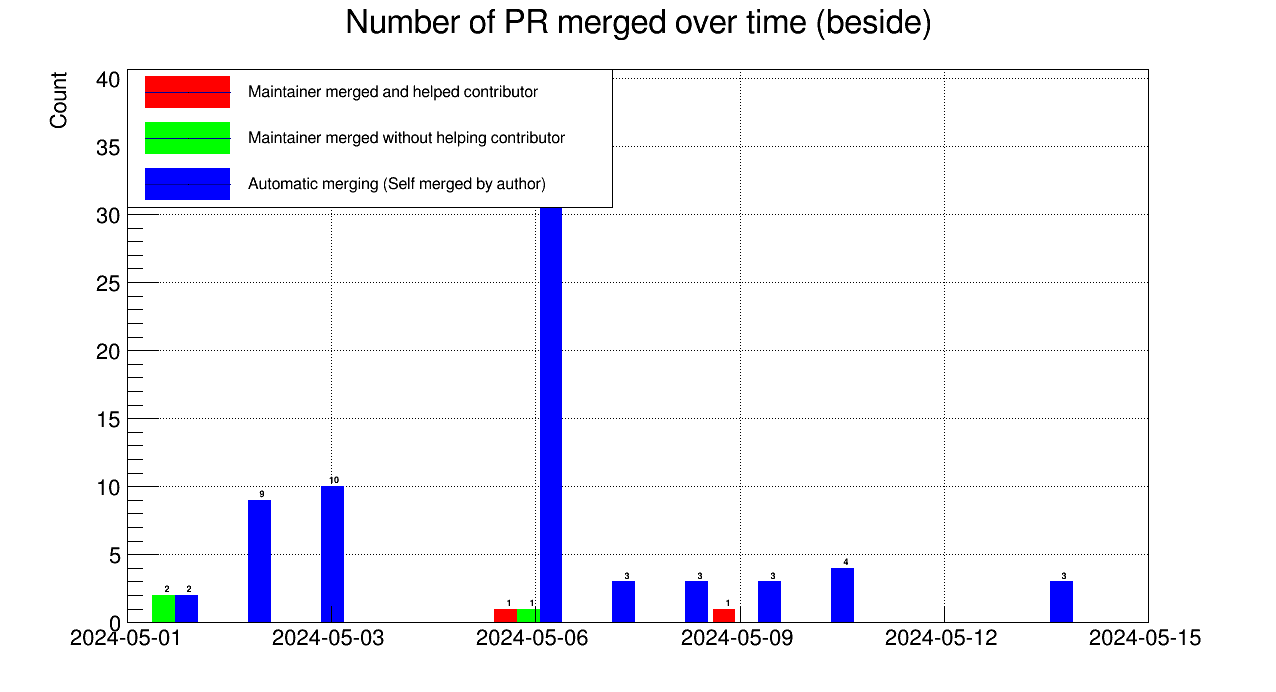 Number of PR merged over time (beside)
Count
40
35
30
25
20
15
10
5
0
Maintainer merged and helped contributor
Maintainer merged without helping contributor
Automatic merging (Self merged by author)
2 2 9 10 1 1 3 3 1 3 4 3
2024-05-01 2024-05-03 2024-05-06 2024-05-09 2024-05-12 2024-05-15